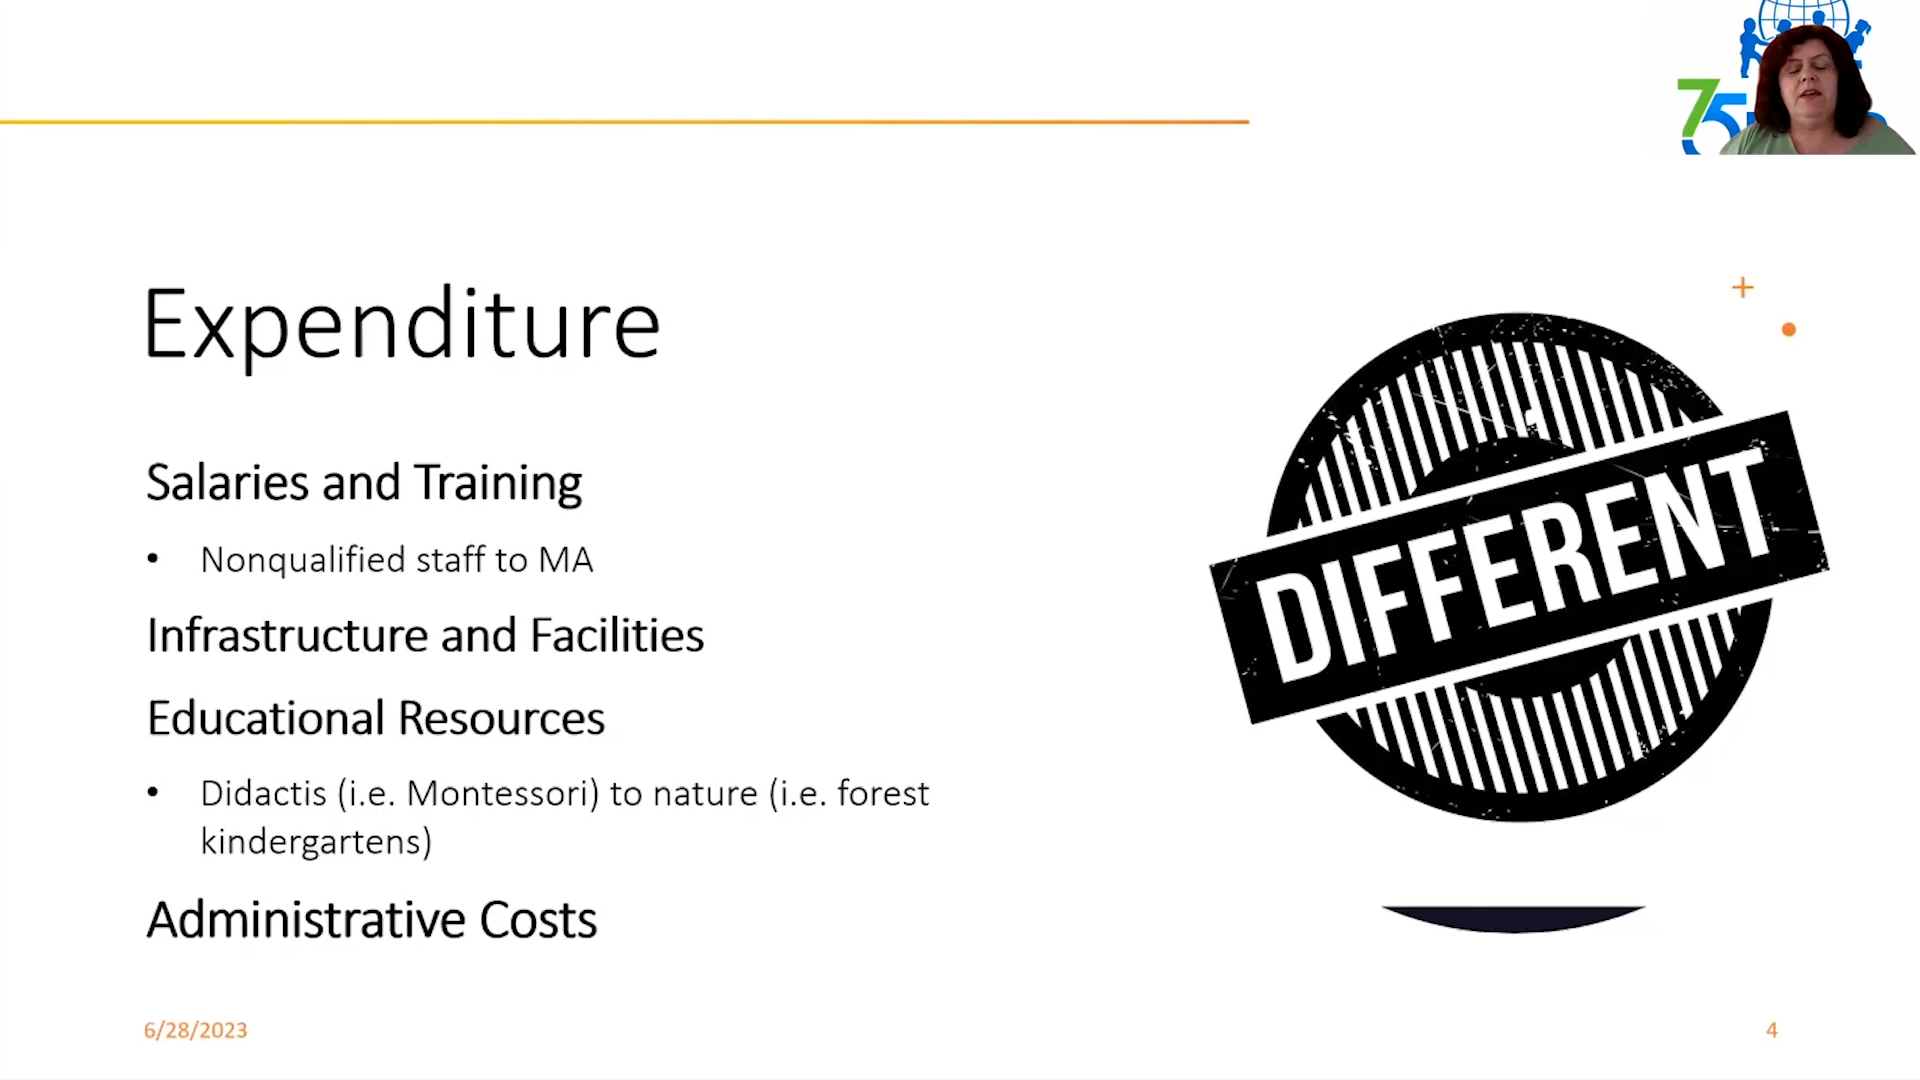 75
Expenditure
Salaries and Training
• Nonqualified staff to MA
Infrastructure and Facilities
Educational Resources
• Didactis (i.e. Montessori) to nature (i.e. forest
kindergartens)
Administrative Costs
DIFFERENT
6/28/2023
4